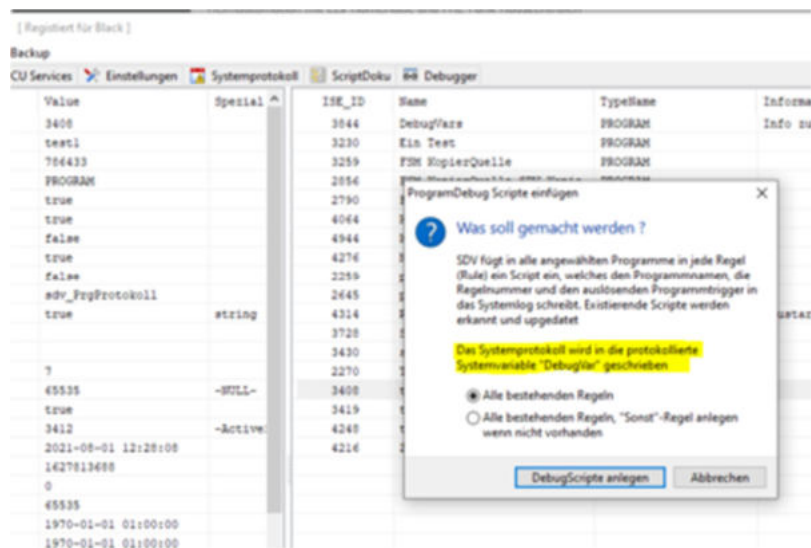 [ Registriert für Black ]
Backup
CU Services Einstellungen Systemprotokoll ScriptDoku Debugger
Value Spezial ISE_ID Name TypeName Informa
3408 3844 DebugVars PROGRAM Info zu
test1 3230 Ein Test PROGRAM
786433 3259 FSM KopierQuelle PROGRAM
PROGRAM 2856
true 2790
true 4064
false 4944
true 4276
false 2259
sdv_PrgProtokoll 2645
true string 4314
3728
3430
7 2270
65535 -NULL- 3408
true 3419
3412 -Active 4248
2021-08-01 12:28:08 4216
1627813688
0
65535
1970-01-01 01:00:00
1970-01-01 01:00:00
ProgramDebug Scripte einfügen
Was soll gemacht werden ?
SDV fügt in alle angewählten Programme in jede Regel
(Rule) ein Script ein, welches den Programmnamen, die
Regelnummer und den auslösenden Programmtrigger in
das Systemlog schreibt. Existierende Scripte werden
erkannt und upgedatet
Das Systemprotokoll wird in die protokollierte
Systemvariable "DebugVar" geschrieben
Alle bestehenden Regeln
Alle bestehenden Regeln, "Sonst"-Regel anlegen
wenn nicht vorhanden
DebugScripte anlegen Abbrechen